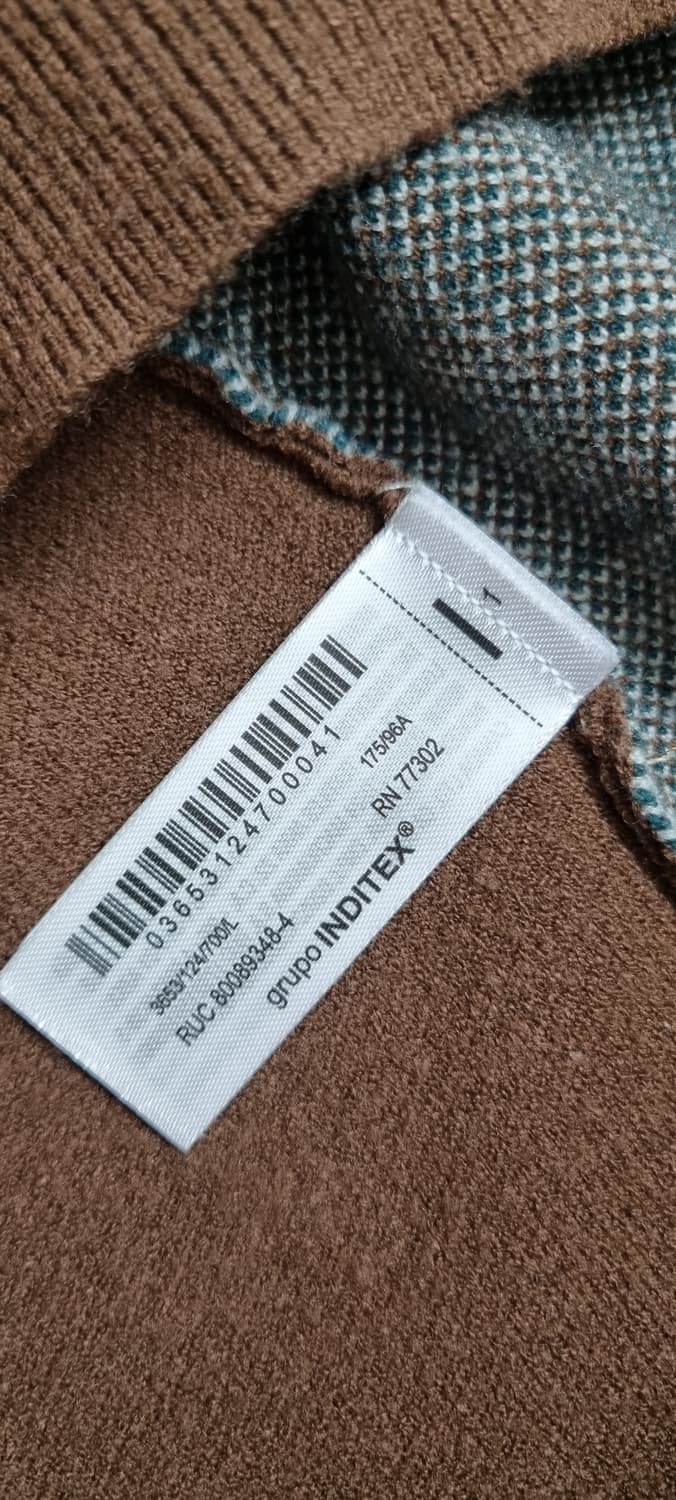 1
03653124700041
175/96A
3653/124/700/L
RN 77302
RUC 80089348-4
grupo INDITEX®